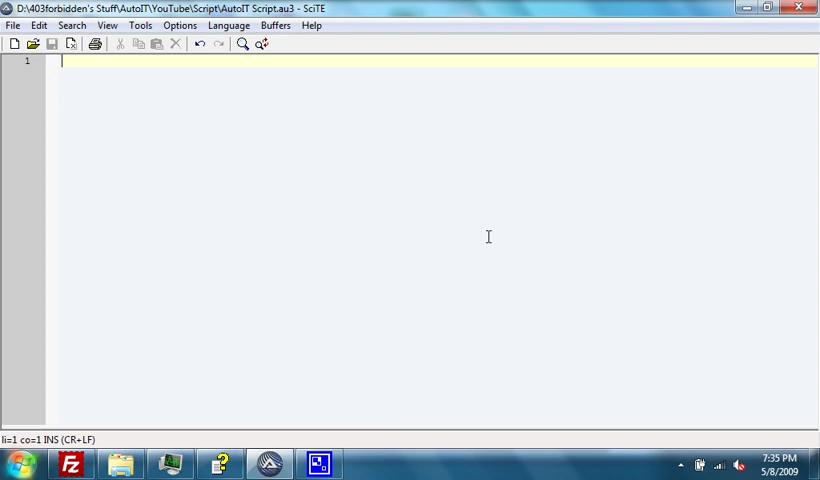 D:\403forbidden's Stuff\AutoIT\YouTube\Script\AutoIT Script.au3 - SciTE
File Edit Search View Tools Options Language Buffers Help
1
li=1 co=1 INS (CR+LF)
7:35 PM
5/8/2009